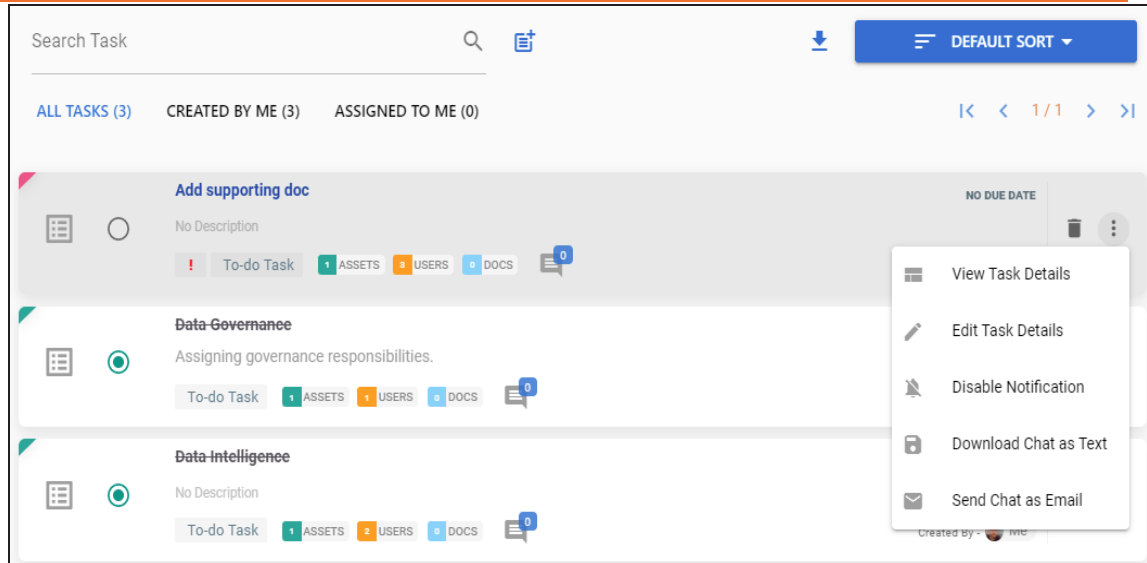 Search Task
DEFAULT SORT
ALL TASKS (3) CREATED BY ME (3) ASSIGNED TO ME (0) 1 / 1
Add supporting doc NO DUE DATE
No Description
! To-do Task 1 ASSETS 3 USERS 0 DOCS 0
View Task Details
Edit Task Details
Disable Notification
Download Chat as Text
Send Chat as Email
Data Governance
Assigning governance responsibilities.
To-do Task 1 ASSETS 1 USERS 0 DOCS 0
Data Intelligence
No Description
To-do Task 1 ASSETS 2 USERS 0 DOCS 0
Created By - Me